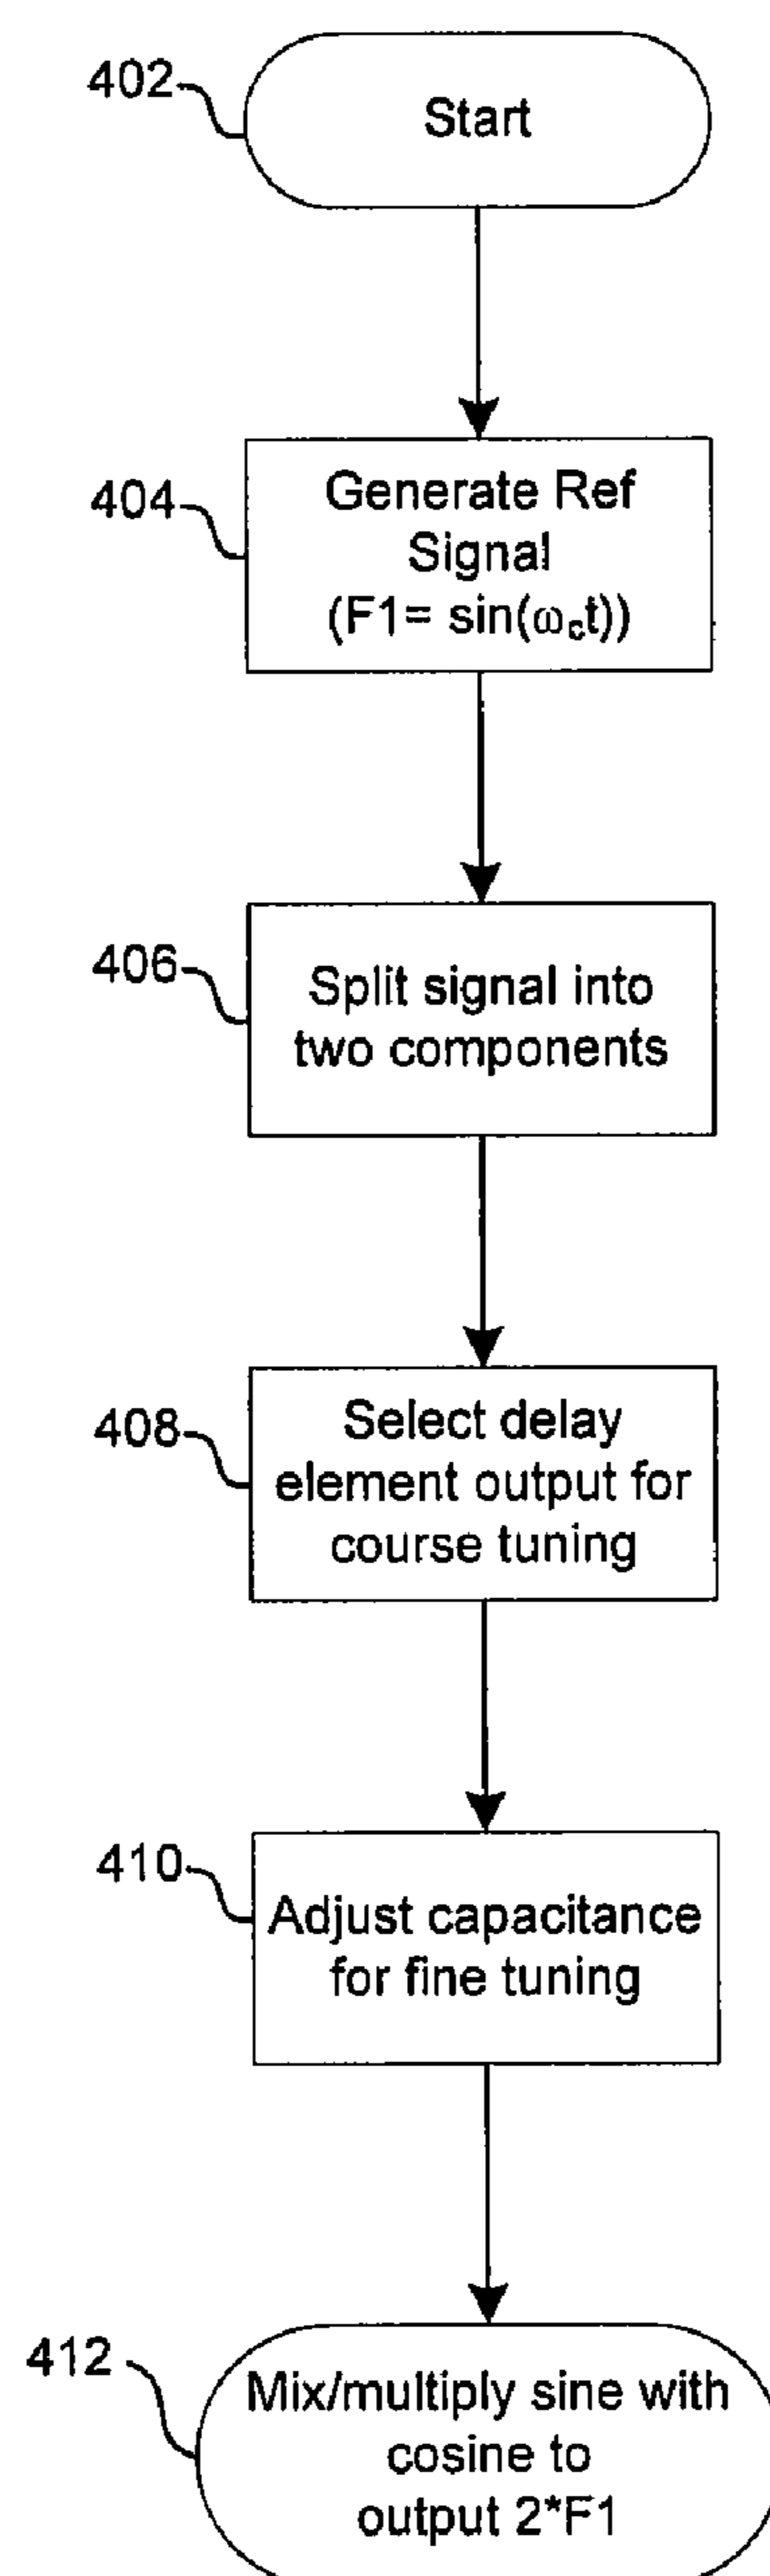 402
Start
404
Generate Ref
Signal
(F1= sin(ω꜀t))
406
Split signal into
two components
408
Select delay
element output for
course tuning
410
Adjust capacitance
for fine tuning
412
Mix/multiply sine with
cosine to
output 2*F1